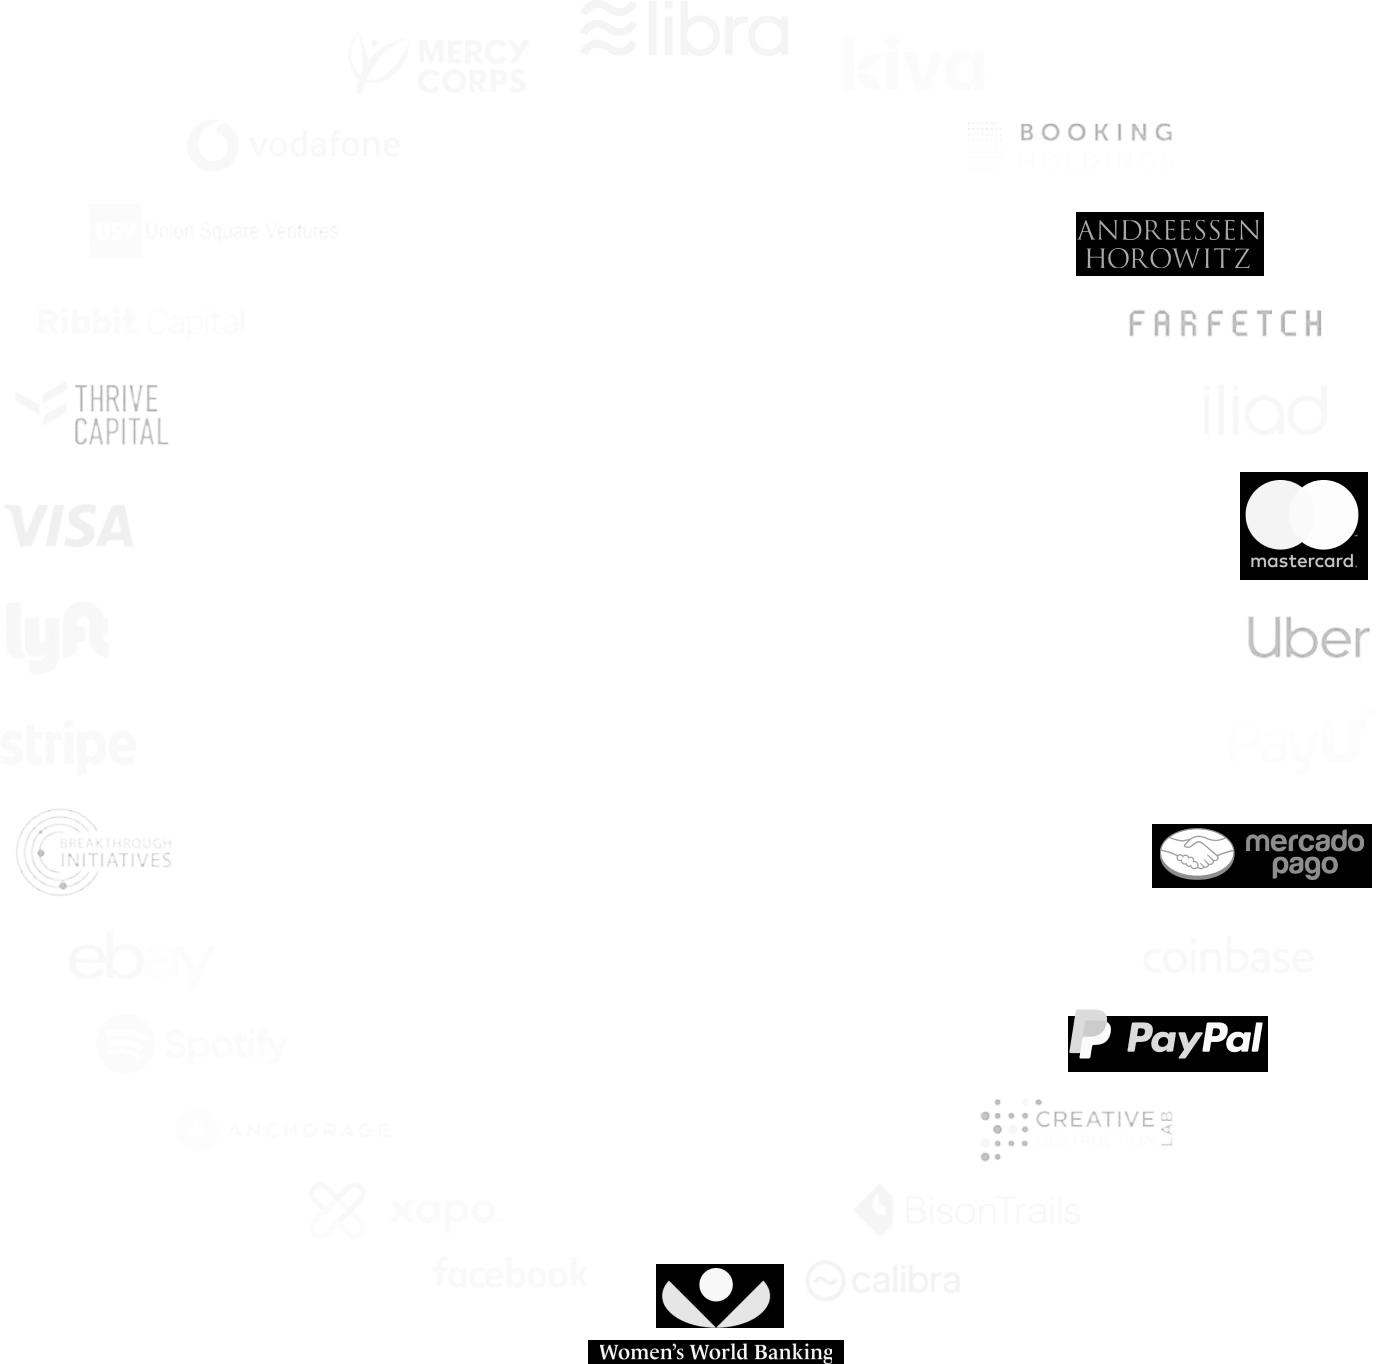 libra
MERCY
CORPS
kiva
vodafone
BOOKING
HOLDINGS
USV Union Square Ventures
ANDREESSEN
HOROWITZ
Ribbit Capital
FARFETCH
THRIVE
CAPITAL
iliad
VISA
mastercard.
lyft
Uber
stripe
PayU
BREAKTHROUGH
INITIATIVES
mercado
pago
ebay
coinbase
Spotify
PayPal
ANCHORAGE
CREATIVE
DESTRUCTION
LAB
xapo
BisonTrails
facebook
calibra
Women's World Banking